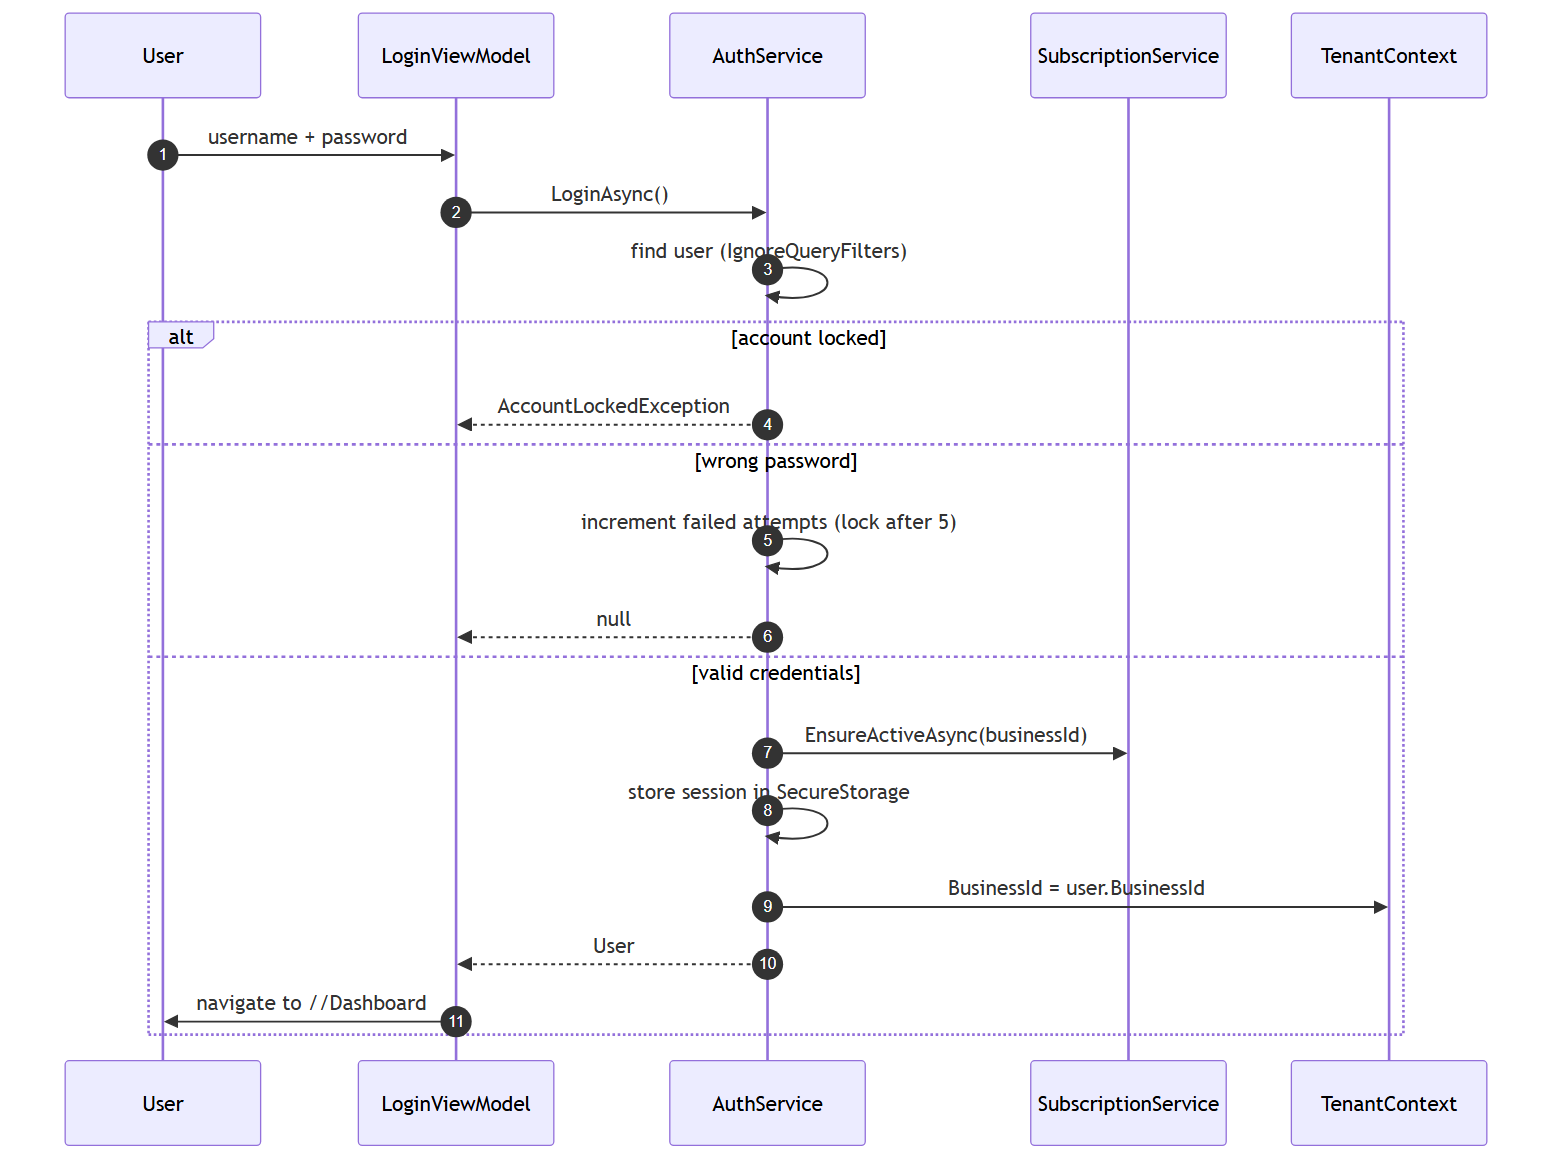 User
LoginViewModel
AuthService
SubscriptionService
TenantContext
username + password
1
LoginAsync()
2
find user (IgnoreQueryFilters)
3
alt
[account locked]
AccountLockedException
4
[wrong password]
increment failed attempts (lock after 5)
5
null
6
[valid credentials]
EnsureActiveAsync(businessId)
7
store session in SecureStorage
8
BusinessId = user.BusinessId
9
User
10
navigate to //Dashboard
11
User
LoginViewModel
AuthService
SubscriptionService
TenantContext